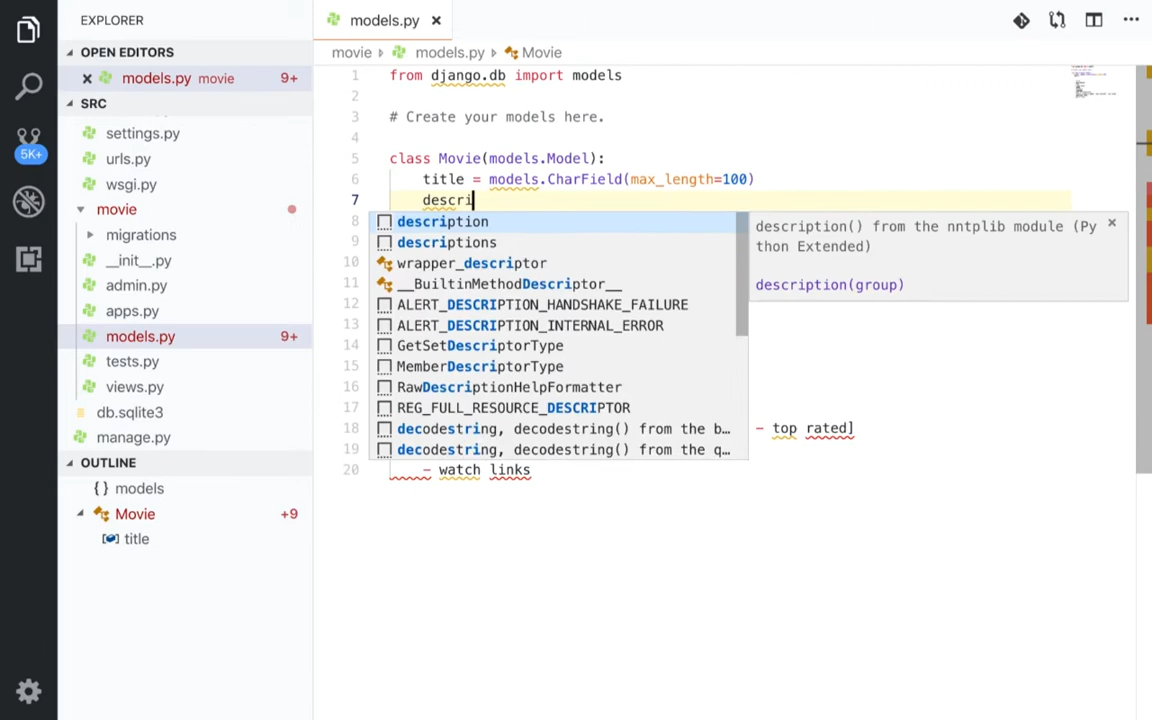 EXPLORER
OPEN EDITORS
models.py movie 9+
SRC
settings.py
urls.py
wsgi.py
movie
migrations
__init__.py
admin.py
apps.py
models.py 9+
tests.py
views.py
db.sqlite3
manage.py
OUTLINE
{ } models
Movie +9
title
5K+
models.py
movie models.py Movie
1 from django.db import models
2
3 # Create your models here.
4
5 class Movie(models.Model):
6 title = models.CharField(max_length=100)
7 descri
8 description
9 descriptions
10 wrapper_descriptor
11 __BuiltinMethodDescriptor__
12 ALERT_DESCRIPTION_HANDSHAKE_FAILURE
13 ALERT_DESCRIPTION_INTERNAL_ERROR
14 GetSetDescriptorType
15 MemberDescriptorType
16 RawDescriptionHelpFormatter
17 REG_FULL_RESOURCE_DESCRIPTOR
18 decodestring, decodestring() from the b… - top rated]
19 decodestring, decodestring() from the q…
20 - watch links
description() from the nntplib module (Py
thon Extended)
description(group)